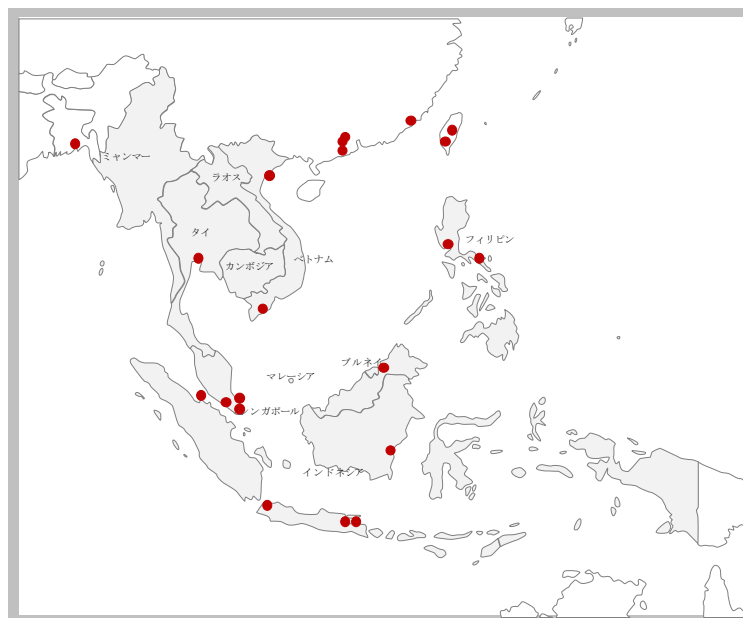 ミャンマー
ラオス
タイ
フィリピン
カンボジア
ベトナム
ブルネイ
マレーシア
ンガポール
インドネシア